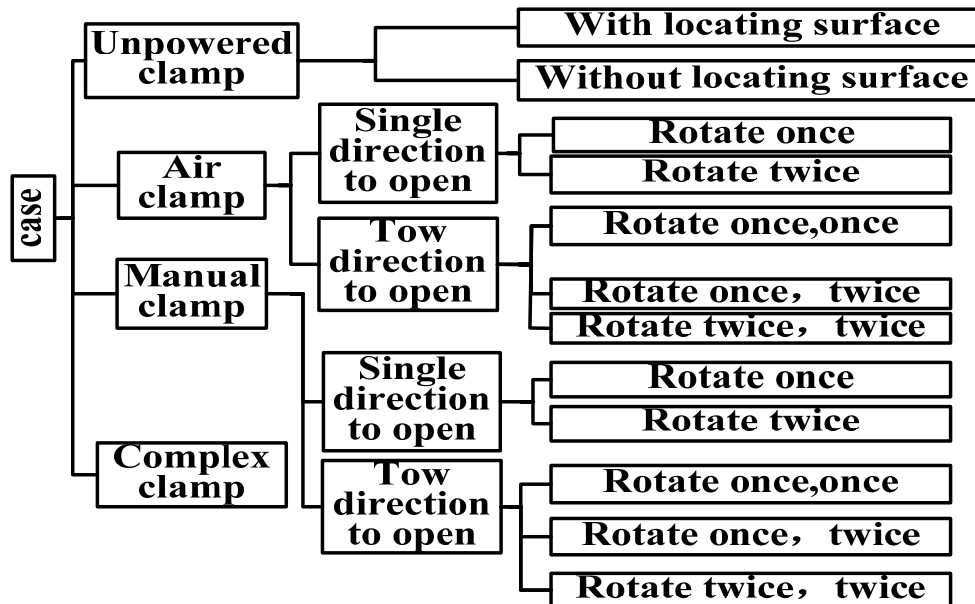 case
Unpowered
clamp
With locating surface
Without locating surface
Air
clamp
Single
direction
to open
Rotate once
Rotate twice
Tow
direction
to open
Rotate once,once
Rotate once，twice
Rotate twice，twice
Manual
clamp
Single
direction
to open
Rotate once
Rotate twice
Tow
direction
to open
Rotate once,once
Rotate once，twice
Rotate twice，twice
Complex
clamp